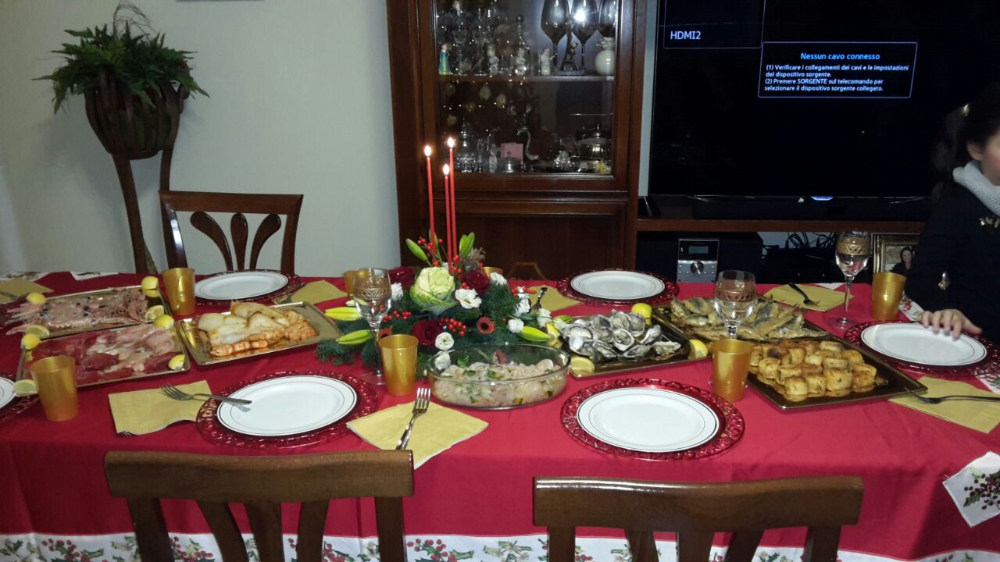 HDMI2
Nessun cavo connesso
(1) Verificare i collegamenti dei cavi e le impostazioni
del dispositivo sorgente.
(2) Premere SORGENTE sul telecomando per
selezionare il dispositivo sorgente collegato.